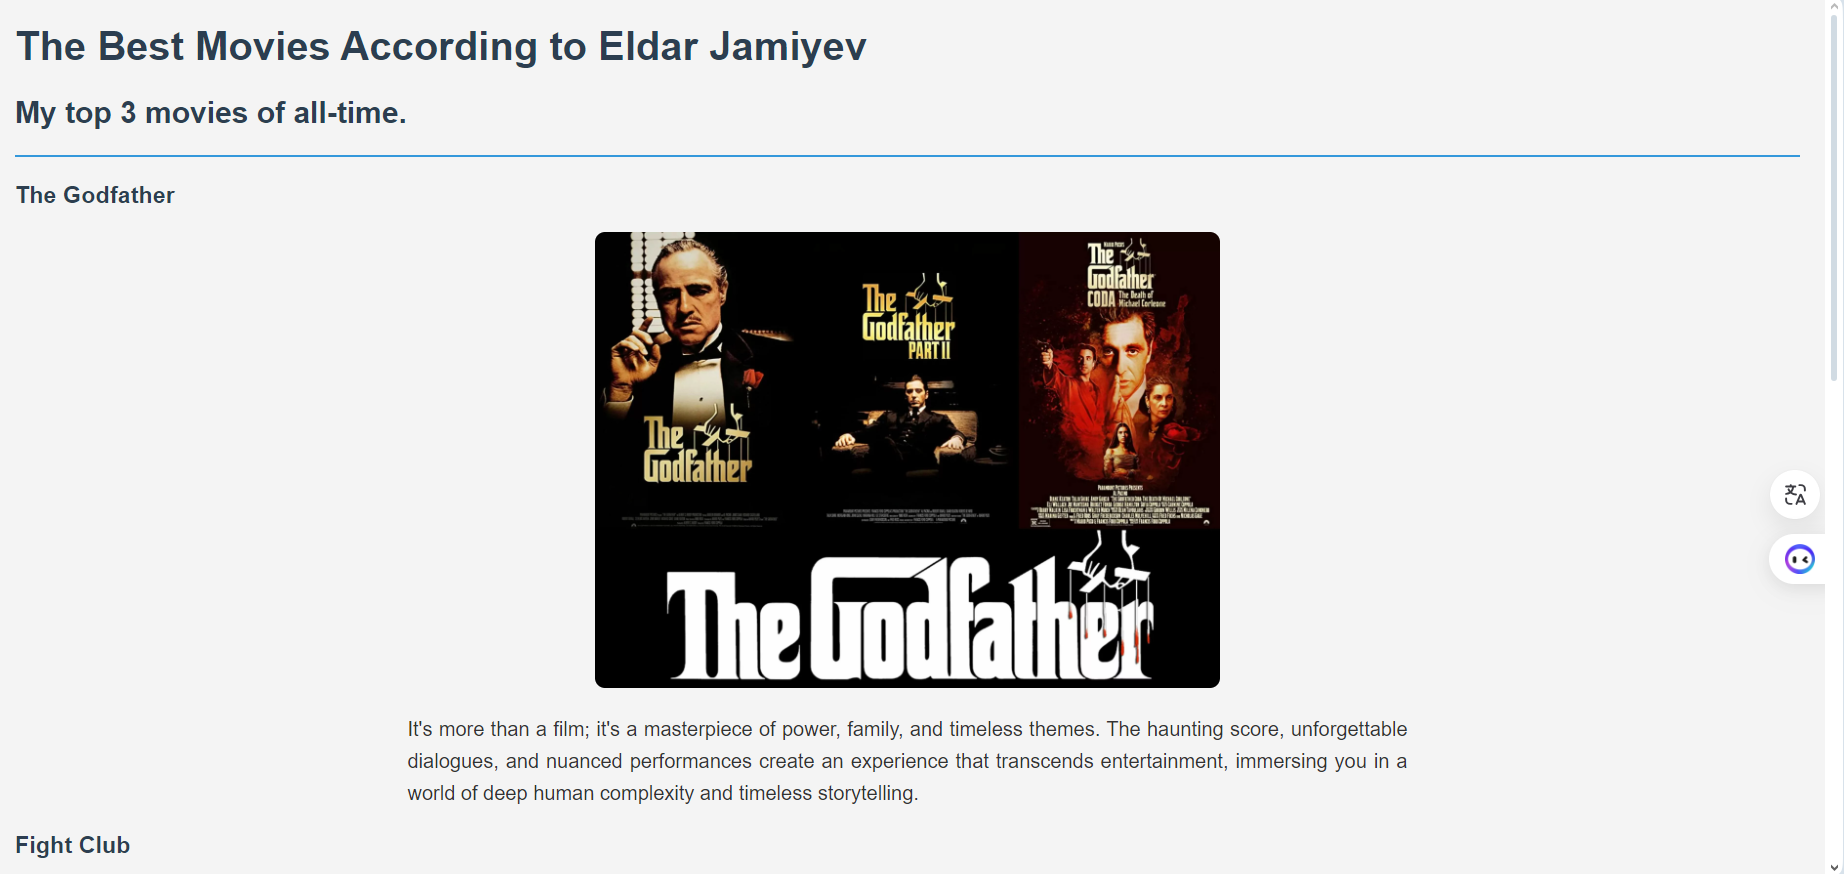 The Best Movies According to Eldar Jamiyev
My top 3 movies of all-time.
The Godfather
The
Godfather
The
Godfather
PART II
The
Godfather
CODA The Death of
Michael Corleone
The Godfather
It's more than a film; it's a masterpiece of power, family, and timeless themes. The haunting score, unforgettable
dialogues, and nuanced performances create an experience that transcends entertainment, immersing you in a
world of deep human complexity and timeless storytelling.
Fight Club